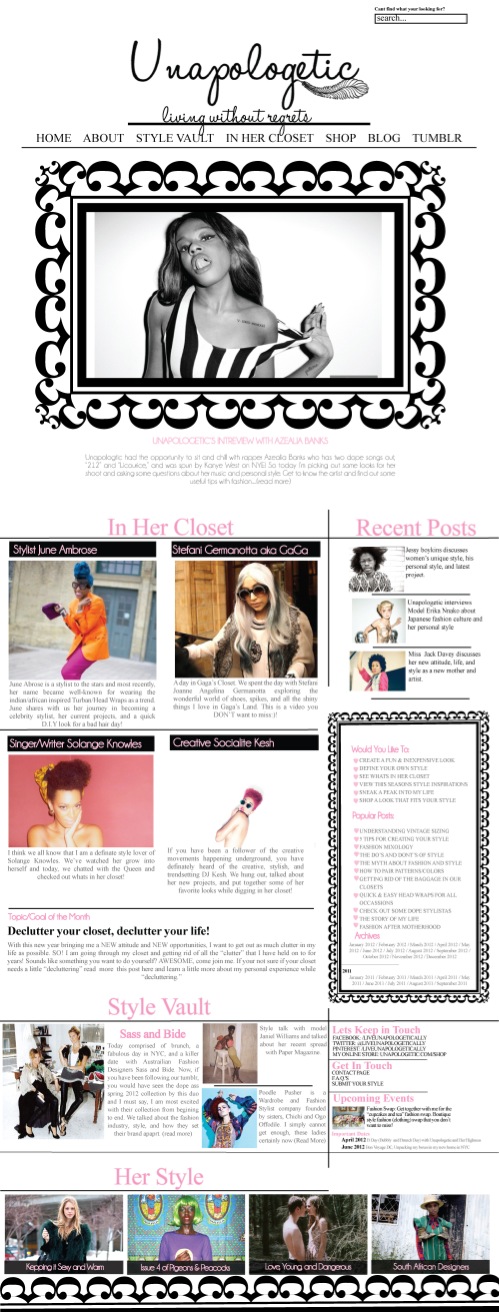 Cant find what your looking for?
search...
Unapologetic
living without regrets
HOME ABOUT STYLE VAULT IN HER CLOSET SHOP BLOG TUMBLR
UNAPOLOGETIC'S INTREVIEW WITH AZEALIA BANKS
Unapologtic had the opportunity to sit and chill with rapper Azealia Banks who has two dope songs out,
"212" and "Licourice," and was spun by Kanye West on NYE! So today I'm picking out some looks for her
shoot and asking some questions about her music and personal style. Get to know the artist and find out some
useful tips with fashion...(read more)
In Her Closet
Stylist June Ambrose
June Abrose is a stylist to the stars and most recently,
her name became well-known for wearing the
indian/african inspired Turban/Head Wraps as a trend.
June shares with us her journey in becoming a
celebrity stylist, her current projects, and a quick
D.I.Y look for a bad hair day!
Stefani Germanotta aka GaGa
A day in Gaga's Closet. We spent the day with Stefani
Joanne Angelina Germanotta exploring the
wonderful world of shoes, spikes, and all the shiny
things I love in Gaga's Land. This is a video you
DON'T want to miss:)!
Singer/Writer Solange Knowles
I think we all know that I am a definate style lover of
Solange Knowles. We've watched her grow into
herself and today, we chatted with the Queen and
checked out whats in her closet!
Creative Socialite Kesh
If you have been a follower of the creative
movements happening underground, you have
definately heard of the creative, stylish, and
trendsetting DJ Kesh. We hung out, talked about
her new projects, and put together some of her
favorite looks while digging in her closet!
Recent Posts
Jessy boykins discusses
women's unique style, his
personal style, and latest
project.
Unapologetic interviews
Model Erika Nnuko about
Japanese fashion culture and
her personal style
Miss Jack Davey discusses
her new attitude, life, and
style as a new mother and
artist.
Would You Like To:
CREATE A FUN & INEXPENSIVE LOOK
DEFINE YOUR OWN STYLE
SEE WHATS IN HER CLOSET
VIEW THIS SEASONS STYLE INSPIRATIONS
SNEAK A PEAK INTO MY LIFE
SHOP A LOOK THAT FITS YOUR STYLE
Popular Posts:
UNDERSTANDING VINTAGE SIZING
7 TIPS FOR CREATING YOUR STYLE
FASHION MIXOLOGY
THE DO'S AND DONT'S OF STYLE
THE MYTH ABOUT FASHION AND STYLE
HOW TO PAIR PATTERNS/COLORS
GETTING RID OF THE BAGGAGE IN OUR
CLOSETS
QUICK & EASY HEAD WRAPS FOR ALL
OCCASIONS
CHECK OUT SOME DOPE STYLISTAS
THE STORY OF MY LIFE
FASHION AFTER MOTHERHOOD
Archives
January 2012 / February 2012 / March 2012 / April 2012 / May
2012 / June 2012 / July 2012 / August 2012 / September 2012 /
October 2012 / November 2012 / December 2012
2011
January 2011 / February 2011 / March 2011 / April 2011 / May
2011 / June 2011 / July 2011 / August 2011 / September 2011
Topic/Goal of the Month
Declutter your closet, declutter your life!
With this new year bringing me a NEW attitude and NEW opportunities, I want to get out as much clutter in my
life as possible. SO! I am going through my closet and getting rid of all the "clutter" that I have held on to for
years! Sounds like something you want to do yourself? AWESOME, come join me. If your not sure if your closet
needs a little "decluttering" read more this post here and learn a little more about my personal experience while
"decluttering."
Style Vault
Sass and Bide
Today comprised of brunch, a
fabulous day in NYC, and a killer
date with Australian Fashion
Designers Sass and Bide. Now, if
you have been following our tumblr,
you would have seen the dope ass
spring 2012 collection by this duo
and I must say, I am most excited
with their collection from begining
to end. We talked about the fashion
industry, style, and how they set
their brand apart. (read more)
Style talk with model
Jamiel Williams and talked
about her recent spread
with Paper Magazine
Poodle Pusher is a
Wardrobe and Fashion
Stylist company founded
by sisters, Chichi and Ogo
Offodile. I simply cannot
get enough, these ladies
certainly now (Read More)
Lets Keep in Touch
FACEBOOK: /LIVEUNAPOLOGETICALLY
TWITTER: @LIVEUNAPOLOGETICALLY
PINTEREST: /LIVEUNAPOLOGETICALLY
MY ONLINE STORE: UNAPOLOGETIC.COM/SHOP
Get In Touch
CONTACT PAGE
F.A.Q.'S
SUBMIT YOUR STYLE
Upcoming Events
Fashion Swap: Get together with me for the
"cupcakes and tea" fashion swap. Boutique
style fashion (clothing) swap that you don't
want to miss!
Important Dates
April 2012
June 2012
Her Style
Kepping it Sexy and Warm
Issue 4 of Pigeons & Peacocks
Love, Young, and Dangerous
South African Designers